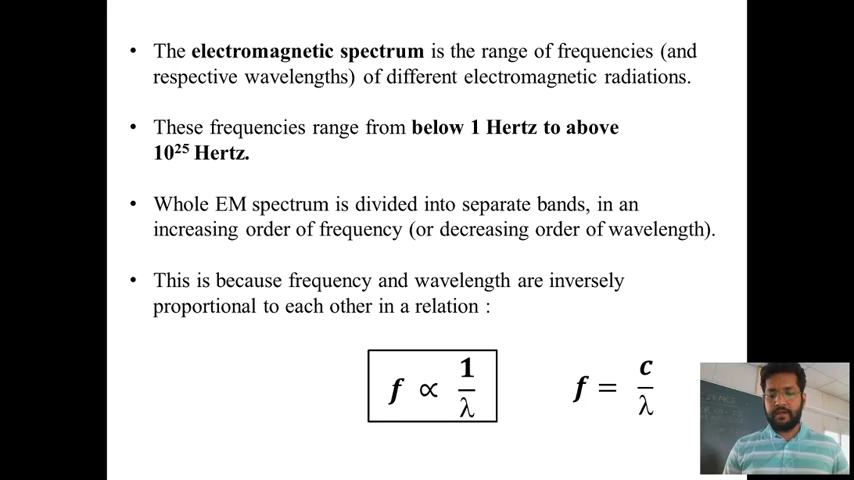 • The electromagnetic spectrum is the range of frequencies (and
respective wavelengths) of different electromagnetic radiations.
• These frequencies range from below 1 Hertz to above
10²⁵ Hertz.
• Whole EM spectrum is divided into separate bands, in an
increasing order of frequency (or decreasing order of wavelength).
• This is because frequency and wavelength are inversely
proportional to each other in a relation :
f ∝ 1/λ
f = c/λ